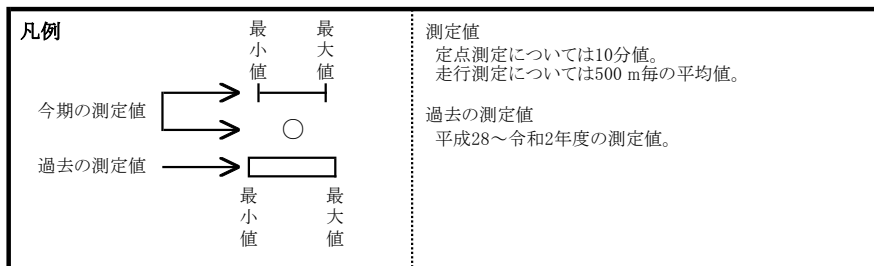 凡例
最小値
最大値
今期の測定値
過去の測定値
最小値
最大値
測定値
定点測定については10分値。
走行測定については500 m毎の平均値。
過去の測定値
平成28～令和2年度の測定値。